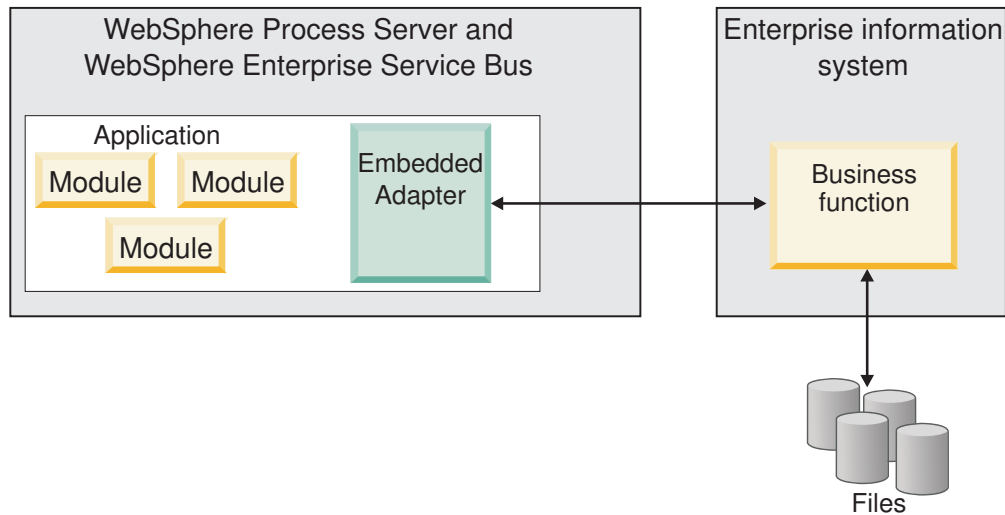 WebSphere Process Server and
WebSphere Enterprise Service Bus
Application
Module
Module
Module
Embedded
Adapter
Enterprise information
system
Business
function
Files